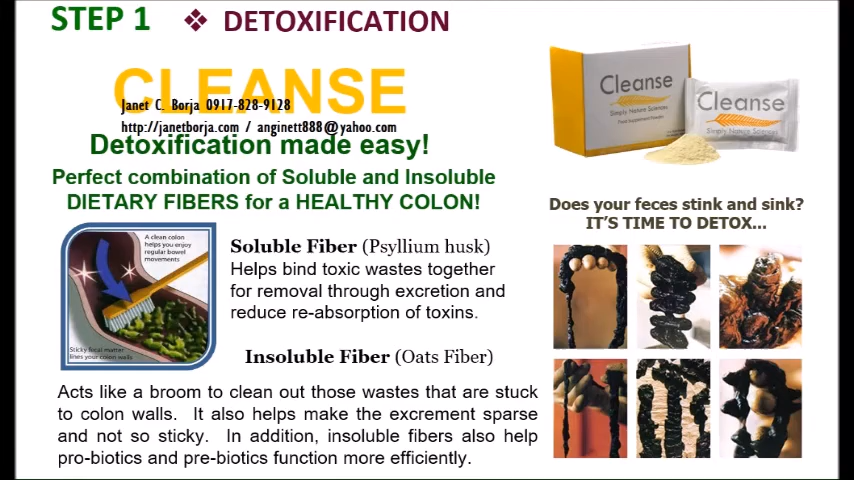 STEP 1 ❖ DETOXIFICATION
CLEANSE
Janet C. Borja 0917-828-9128
http://janetborja.com / anginett888@yahoo.com
Detoxification made easy!
Perfect combination of Soluble and Insoluble
DIETARY FIBERS for a HEALTHY COLON!
A clean colon
helps you enjoy
regular bowel
movements
Sticky fecal matter
lines your colon walls
Soluble Fiber (Psyllium husk)
Helps bind toxic wastes together
for removal through excretion and
reduce re-absorption of toxins.
Insoluble Fiber (Oats Fiber)
Acts like a broom to clean out those wastes that are stuck
to colon walls. It also helps make the excrement sparse
and not so sticky. In addition, insoluble fibers also help
pro-biotics and pre-biotics function more efficiently.
Cleanse
Simply Nature Sciences
Food Supplement Powder
Cleanse
Simply Nature Sciences
Does your feces stink and sink?
IT'S TIME TO DETOX...